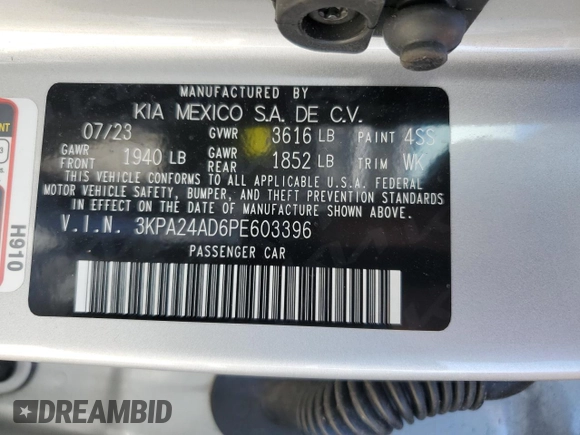 MANUFACTURED BY
KIA MEXICO S.A. DE C.V.
07/23 GVWR 3616 LB PAINT 4SS
GAWR FRONT 1940 LB GAWR REAR 1852 LB TRIM WK
THIS VEHICLE CONFORMS TO ALL APPLICABLE U.S.A. FEDERAL
MOTOR VEHICLE SAFETY, BUMPER, AND THEFT PREVENTION STANDARDS
IN EFFECT ON THE DATE OF MANUFACTURE SHOWN ABOVE.
V.I.N. 3KPA24AD6PE603396
PASSENGER CAR
H910
DREAMBID